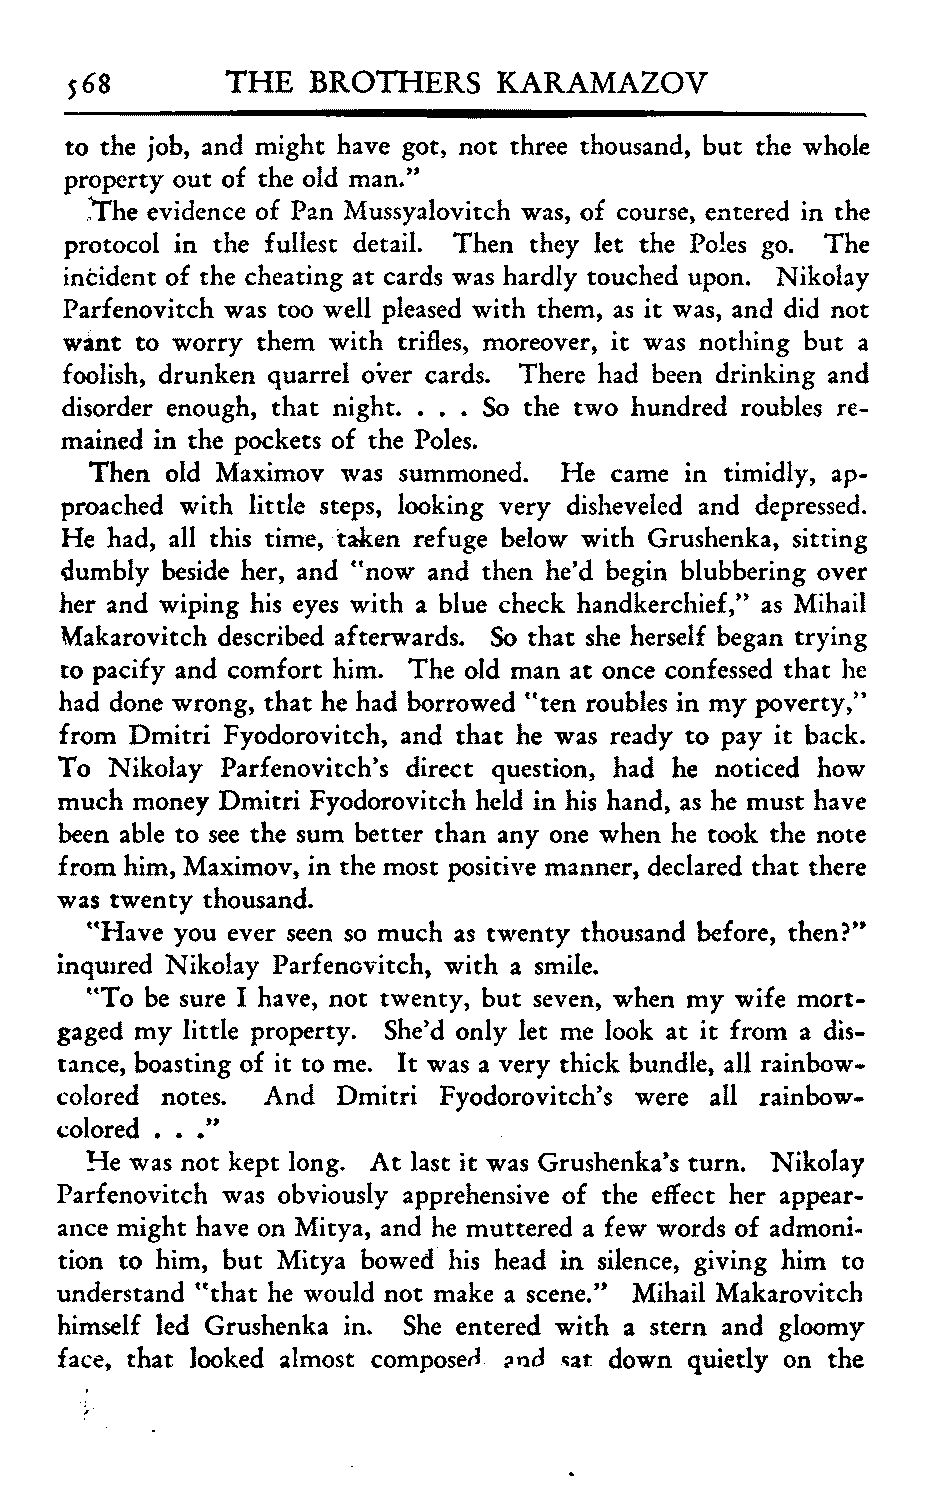 568 THE BROTHERS KARAMAZOV
to the job, and might have got, not three thousand, but the whole
property out of the old man."
The evidence of Pan Mussyalovitch was, of course, entered in the
protocol in the fullest detail. Then they let the Poles go. The
incident of the cheating at cards was hardly touched upon. Nikolay
Parfenovitch was too well pleased with them, as it was, and did not
want to worry them with trifles, moreover, it was nothing but a
foolish, drunken quarrel over cards. There had been drinking and
disorder enough, that night. . . . So the two hundred roubles re-
mained in the pockets of the Poles.
Then old Maximov was summoned. He came in timidly, ap-
proached with little steps, looking very disheveled and depressed.
He had, all this time, taken refuge below with Grushenka, sitting
dumbly beside her, and "now and then he'd begin blubbering over
her and wiping his eyes with a blue check handkerchief," as Mihail
Makarovitch described afterwards. So that she herself began trying
to pacify and comfort him. The old man at once confessed that he
had done wrong, that he had borrowed "ten roubles in my poverty,"
from Dmitri Fyodorovitch, and that he was ready to pay it back.
To Nikolay Parfenovitch's direct question, had he noticed how
much money Dmitri Fyodorovitch held in his hand, as he must have
been able to see the sum better than any one when he took the note
from him, Maximov, in the most positive manner, declared that there
was twenty thousand.
"Have you ever seen so much as twenty thousand before, then?"
inquired Nikolay Parfenovitch, with a smile.
"To be sure I have, not twenty, but seven, when my wife mort-
gaged my little property. She'd only let me look at it from a dis-
tance, boasting of it to me. It was a very thick bundle, all rainbow-
colored notes. And Dmitri Fyodorovitch's were all rainbow-
colored . . ."
He was not kept long. At last it was Grushenka's turn. Nikolay
Parfenovitch was obviously apprehensive of the effect her appear-
ance might have on Mitya, and he muttered a few words of admoni-
tion to him, but Mitya bowed his head in silence, giving him to
understand "that he would not make a scene." Mihail Makarovitch
himself led Grushenka in. She entered with a stern and gloomy
face, that looked almost composed and sat down quietly on the